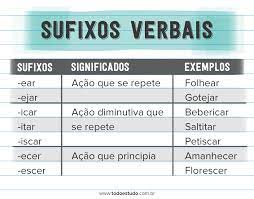 SUFIXOS VERBAIS
SUFIXOS SIGNIFICADOS EXEMPLOS
-ear Ação que se repete Folhear
-ejar Gotejar
-icar Ação diminutiva que Bebericar
-itar se repete Saltitar
-iscar Petiscar
-ecer Ação que principia Amanhecer
-escer Florescer
www.todoestudo.com.br